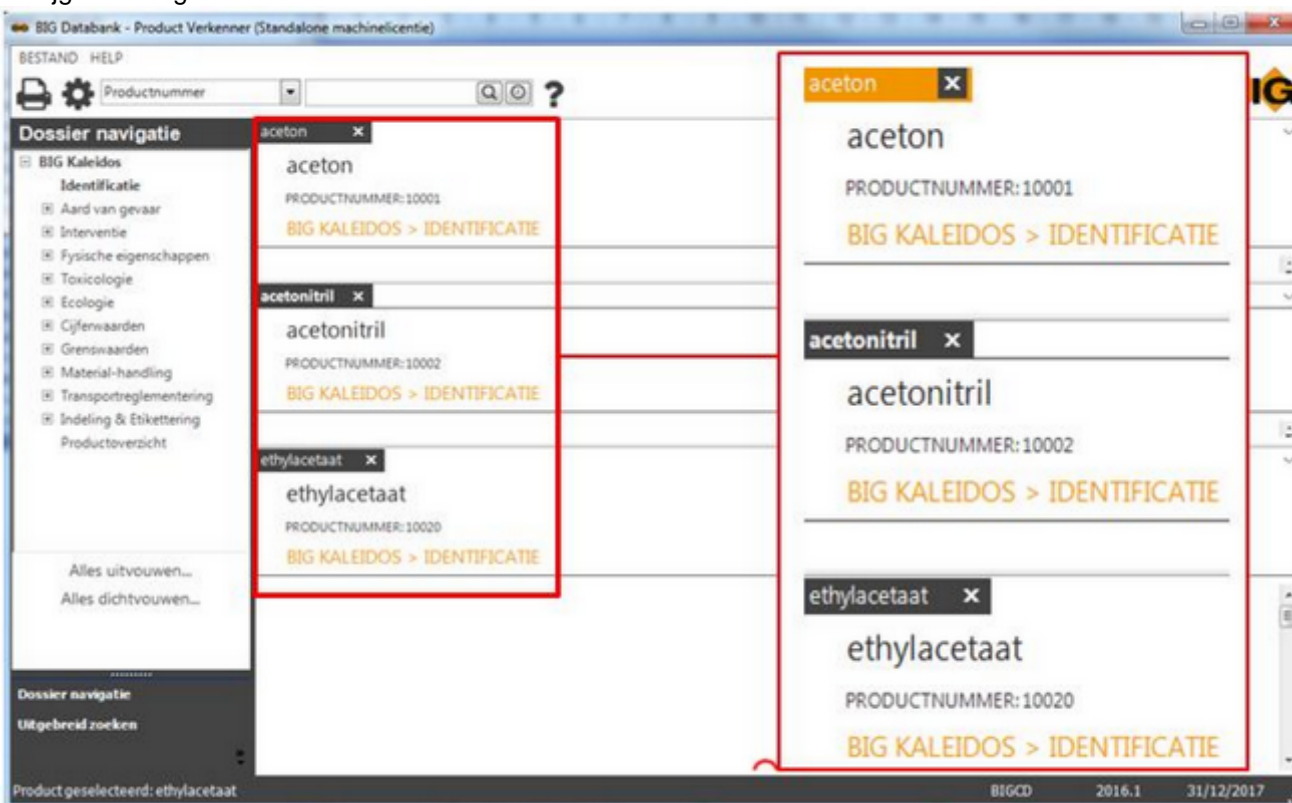 BIG Databank - Product Verkenner (Standalone machinelicentie)
BESTAND HELP
Productnummer
?
Dossier navigatie
BIG Kaleidos
Identificatie
Aard van gevaar
Interventie
Fysische eigenschappen
Toxicologie
Ecologie
Cijferwaarden
Grenswaarden
Material-handling
Transportreglementering
Indeling & Etikettering
Productoverzicht
Alles uitvouwen...
Alles dichtvouwen...
Dossier navigatie
Uitgebreid zoeken
aceton
aceton
PRODUCTNUMMER: 10001
BIG KALEIDOS > IDENTIFICATIE
acetonitril
acetonitril
PRODUCTNUMMER: 10002
BIG KALEIDOS > IDENTIFICATIE
ethylacetaat
ethylacetaat
PRODUCTNUMMER: 10020
BIG KALEIDOS > IDENTIFICATIE
aceton
aceton
PRODUCTNUMMER: 10001
BIG KALEIDOS > IDENTIFICATIE
acetonitril
acetonitril
PRODUCTNUMMER: 10002
BIG KALEIDOS > IDENTIFICATIE
ethylacetaat
ethylacetaat
PRODUCTNUMMER: 10020
BIG KALEIDOS > IDENTIFICATIE
IG
Product geselecteerd: ethylacetaat
BIGCD 2016.1 31/12/2017